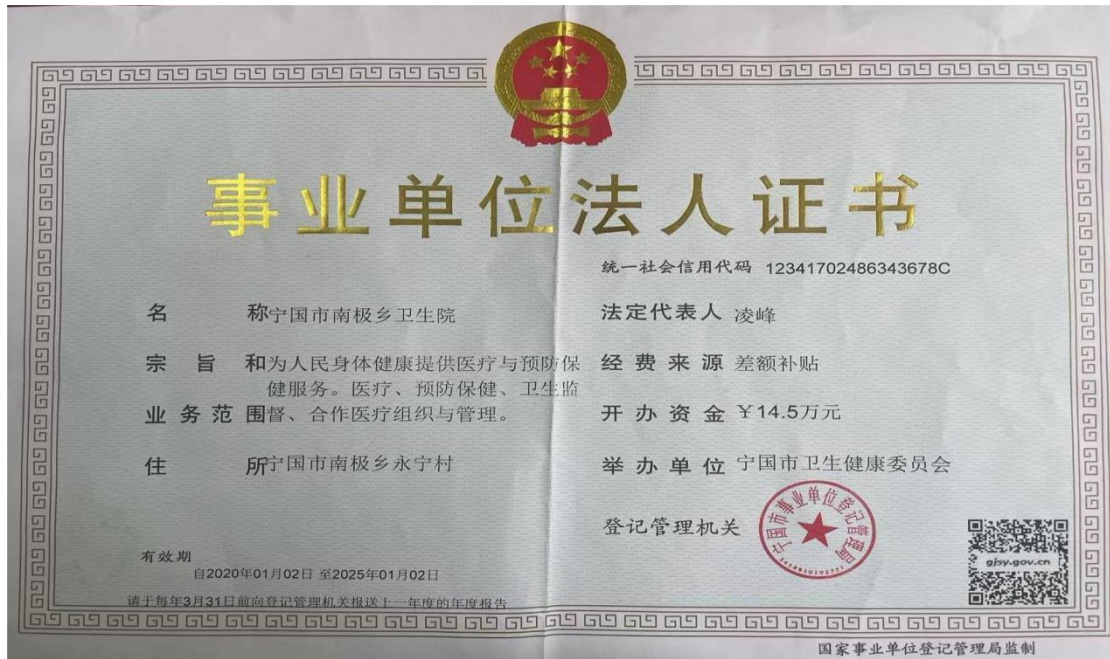 事业单位法人证书
统一社会信用代码 12341702486343678C
名称 宁国市南极乡卫生院
法定代表人 凌峰
宗旨和业务范围 为人民身体健康提供医疗与预防保
健服务。医疗、预防保健、卫生监
督、合作医疗组织与管理。
经费来源 差额补贴
开办资金 ¥14.5万元
住所 宁国市南极乡永宁村
举办单位 宁国市卫生健康委员会
登记管理机关
宁国市事业单位登记管理局
gjsy.gov.cn
有效期
自2020年01月02日 至2025年01月02日
请于每年3月31日前向登记管理机关报送上一年度的年度报告
国家事业单位登记管理局监制